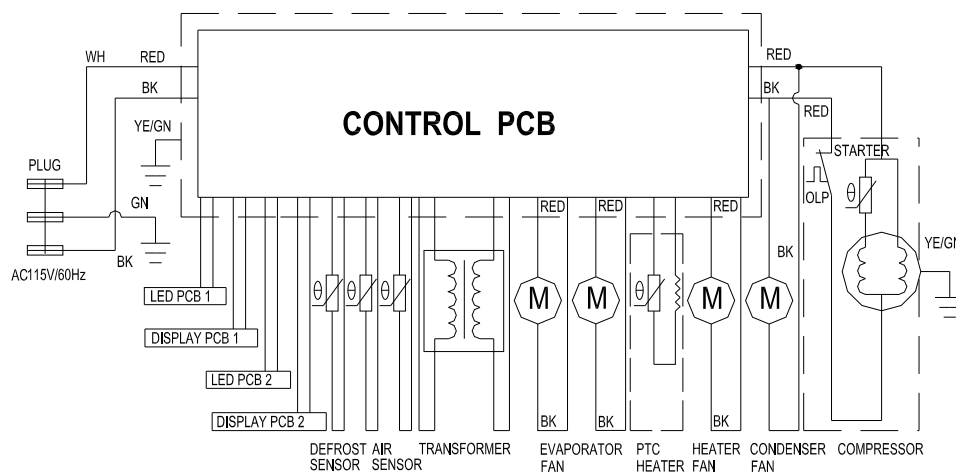 WH
RED
RED
BK
BK
RED
CONTROL PCB
YE/GN
STARTER
PLUG
θ
OLP
GN
YE/GN
BK
BK
AC115V/60Hz
RED
RED
RED
LED PCB 1
θ
θ
θ
θ
M
M
M
M
DISPLAY PCB 1
LED PCB 2
DISPLAY PCB 2
BK
BK
BK
DEFROST
SENSOR
AIR
SENSOR
TRANSFORMER
EVAPORATOR
FAN
PTC
HEATER
HEATER
FAN
CONDENSER
FAN
COMPRESSOR